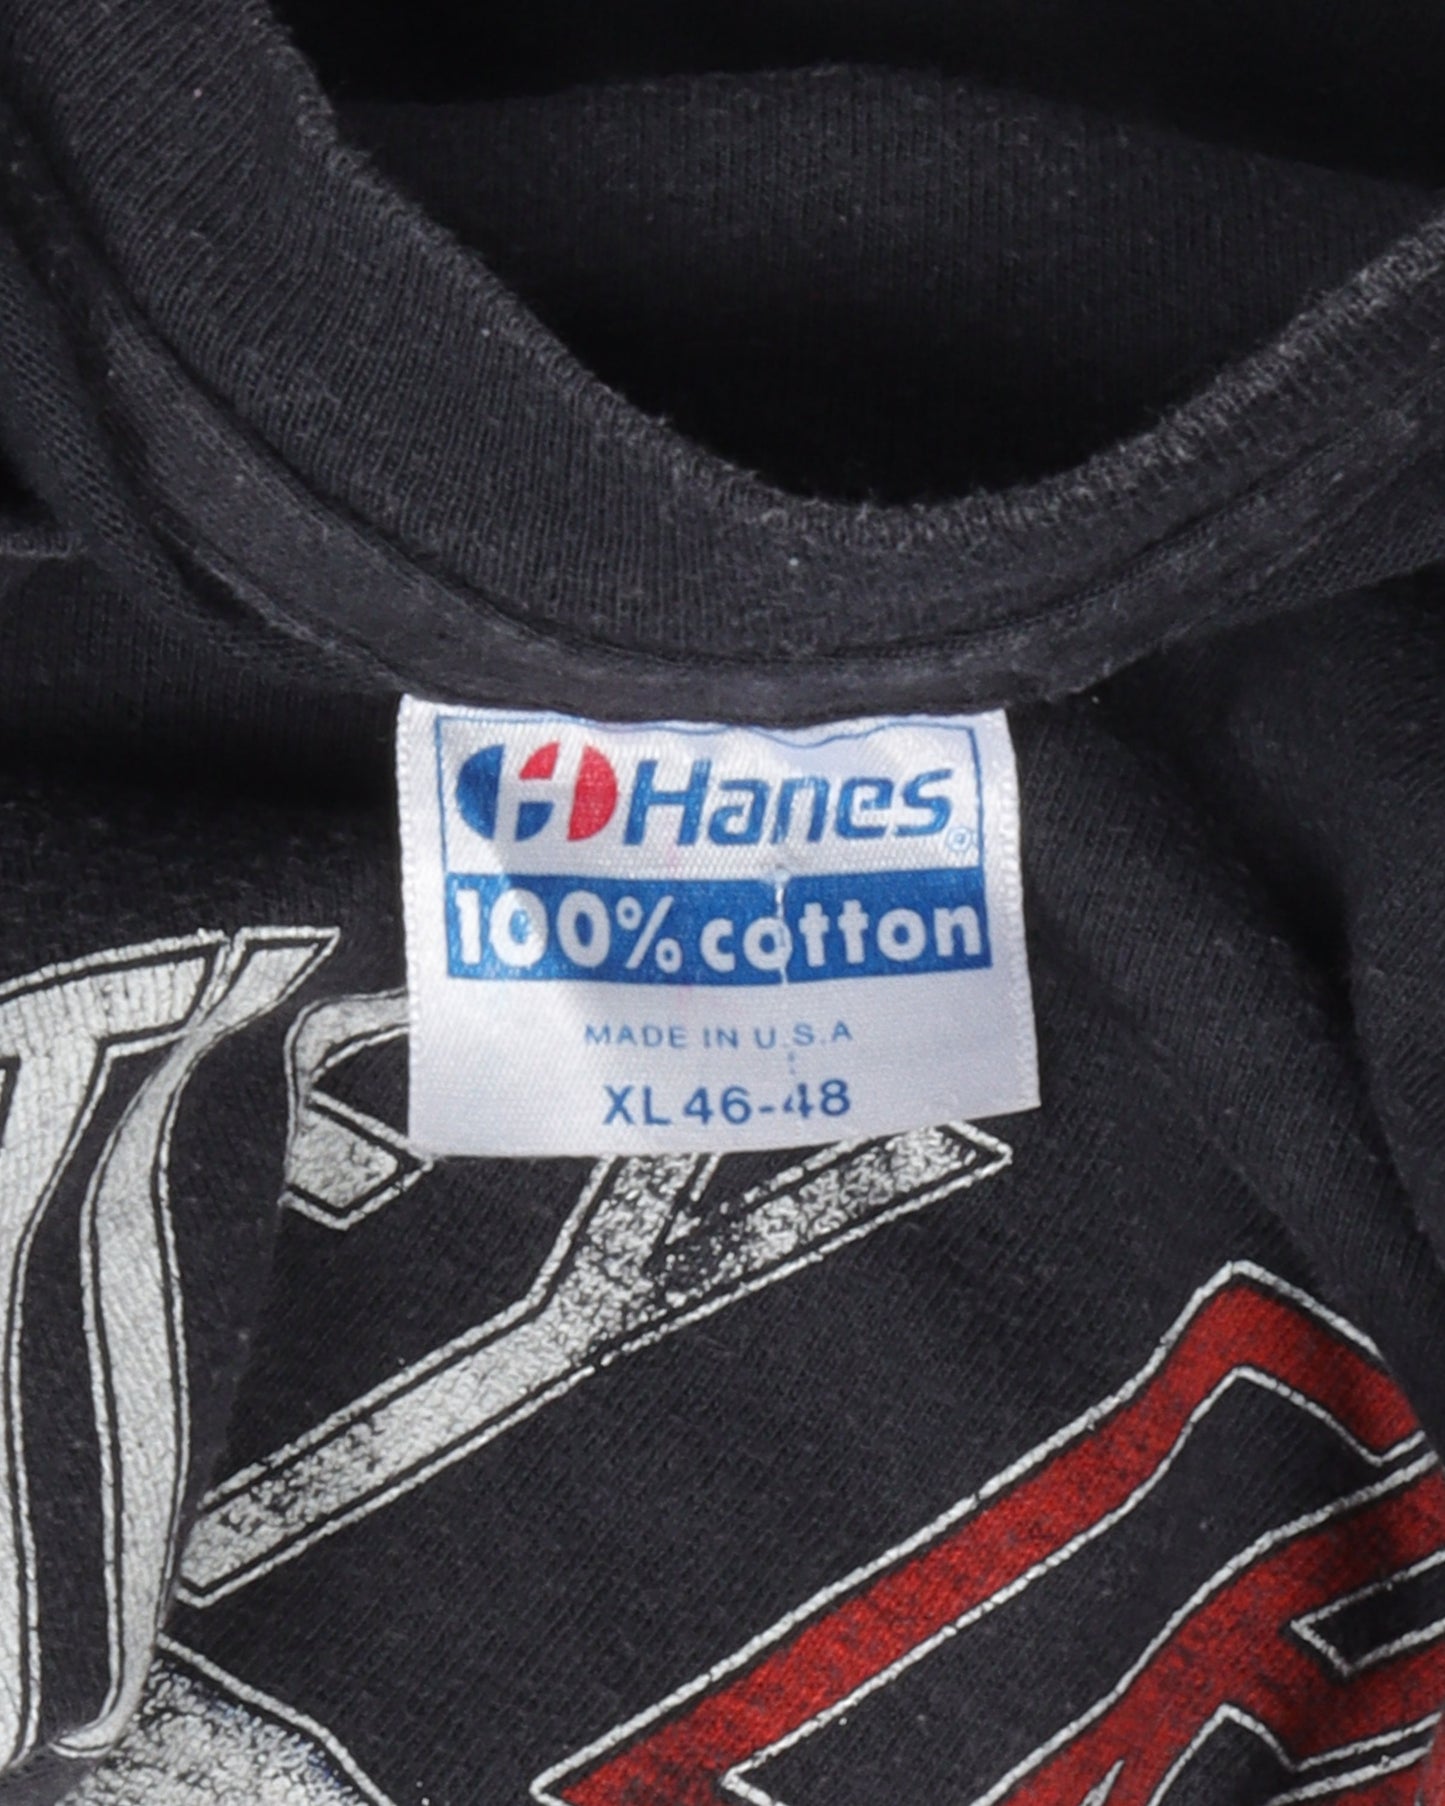 Hanes®
100% cotton
MADE IN U.S.A
XL 46-48